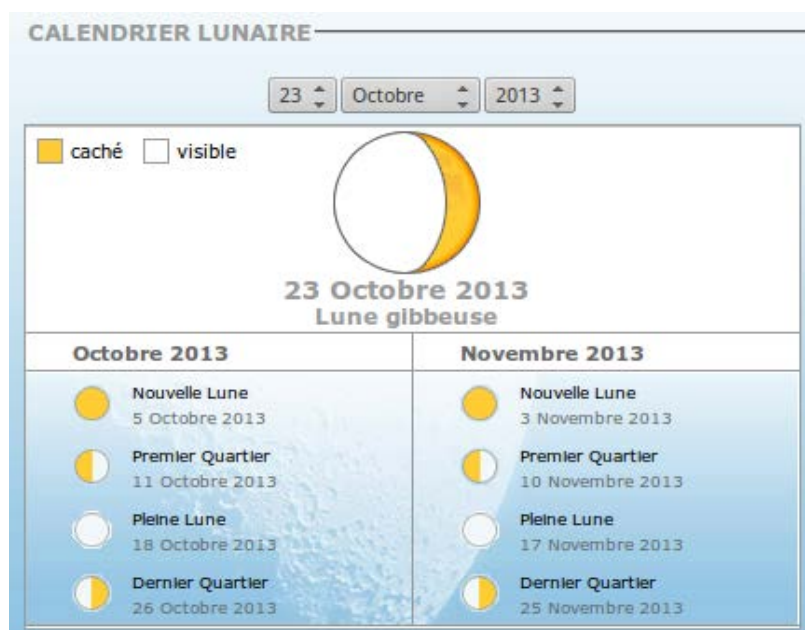 CALENDRIER LUNAIRE
23 Octobre 2013
caché visible
23 Octobre 2013
Lune gibbeuse
Octobre 2013
Nouvelle Lune
5 Octobre 2013
Premier Quartier
11 Octobre 2013
Pleine Lune
18 Octobre 2013
Dernier Quartier
26 Octobre 2013
Novembre 2013
Nouvelle Lune
3 Novembre 2013
Premier Quartier
10 Novembre 2013
Pleine Lune
17 Novembre 2013
Dernier Quartier
25 Novembre 2013